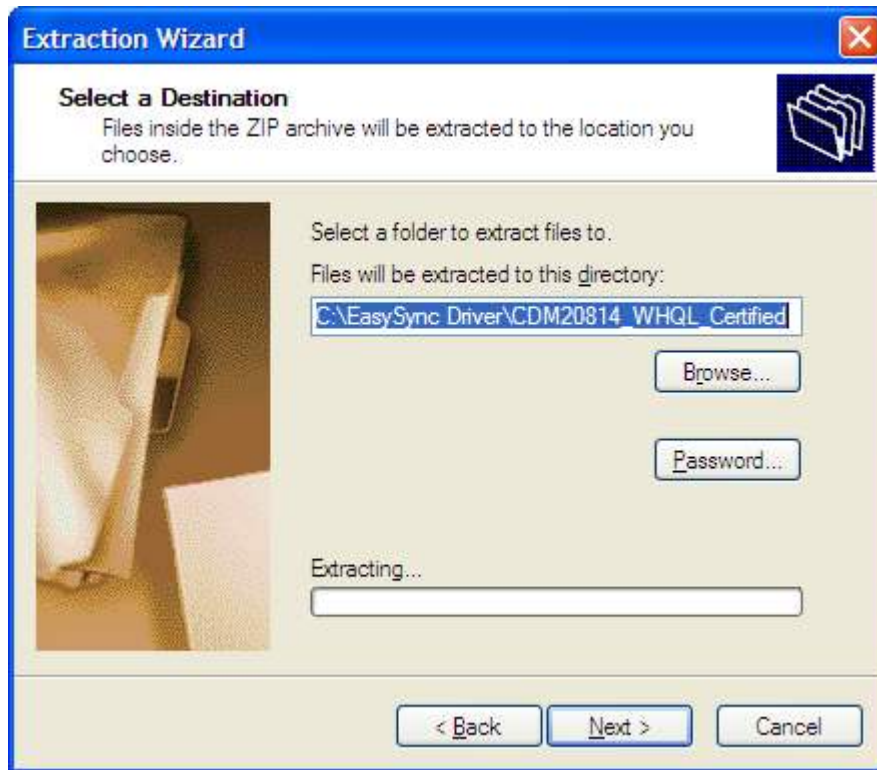 Extraction Wizard
Select a Destination
Files inside the ZIP archive will be extracted to the location you
choose.
Select a folder to extract files to.
Files will be extracted to this directory:
C:\EasySync Driver\CDM20814_WHQL_Certified
Browse...
Password...
Extracting...
< Back
Next >
Cancel